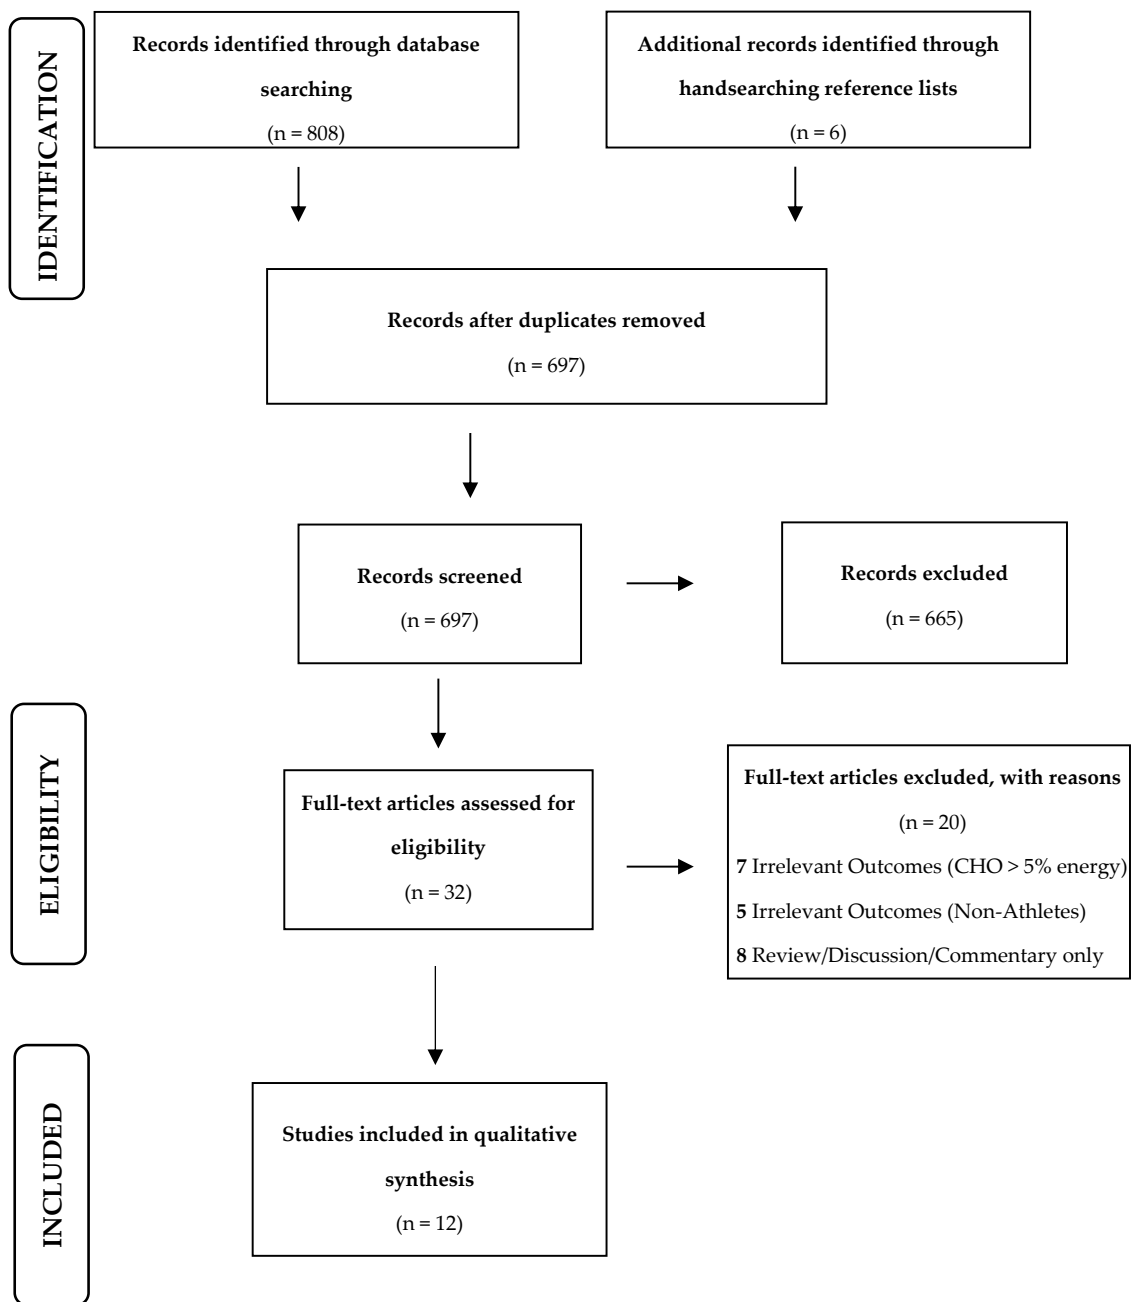 IDENTIFICATION
Records identified through database
searching
(n = 808)
Additional records identified through
handsearching reference lists
(n = 6)
Records after duplicates removed
(n = 697)
Records screened
(n = 697)
Records excluded
(n = 665)
ELIGIBILITY
Full-text articles assessed for
eligibility
(n = 32)
Full-text articles excluded, with reasons
(n = 20)
7 Irrelevant Outcomes (CHO > 5% energy)
5 Irrelevant Outcomes (Non-Athletes)
8 Review/Discussion/Commentary only
INCLUDED
Studies included in qualitative
synthesis
(n = 12)